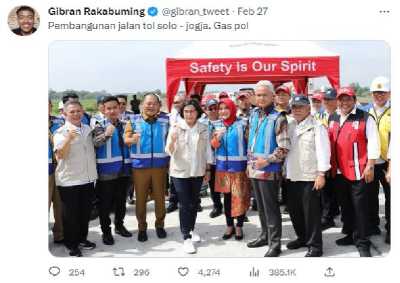 Gibran Rakabuming @gibran_tweet · Feb 27
Pembangunan jalan tol solo - jogja. Gas pol
Safety Is Our Spirit
254 296 4,274 385.1K